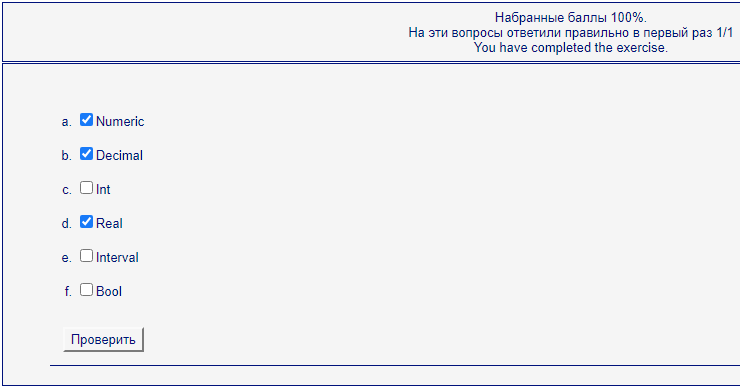 Набранные баллы 100%.
На эти вопросы ответили правильно в первый раз 1/1
You have completed the exercise.
a. Numeric
b. Decimal
c. Int
d. Real
e. Interval
f. Bool
Проверить